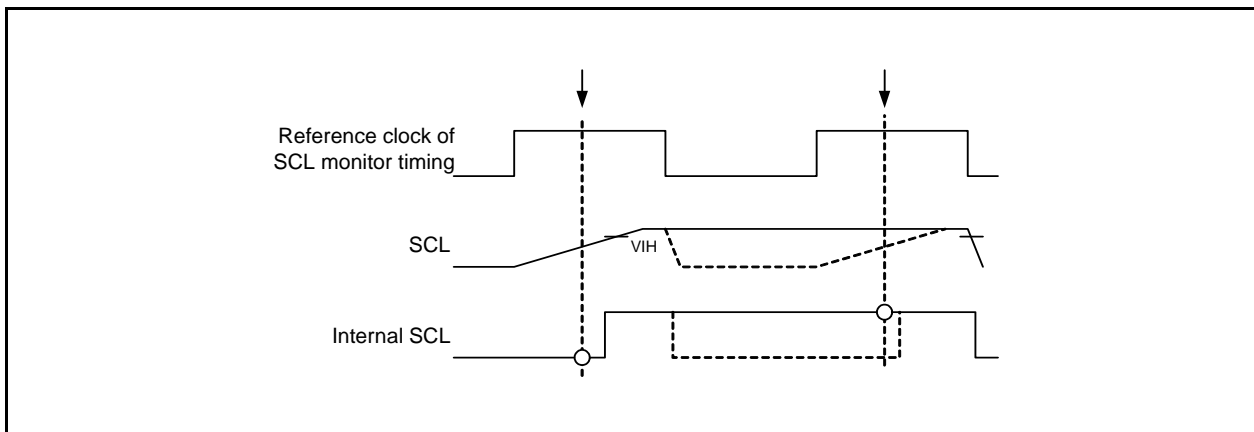 Reference clock of
SCL monitor timing
SCL
VIH
Internal SCL